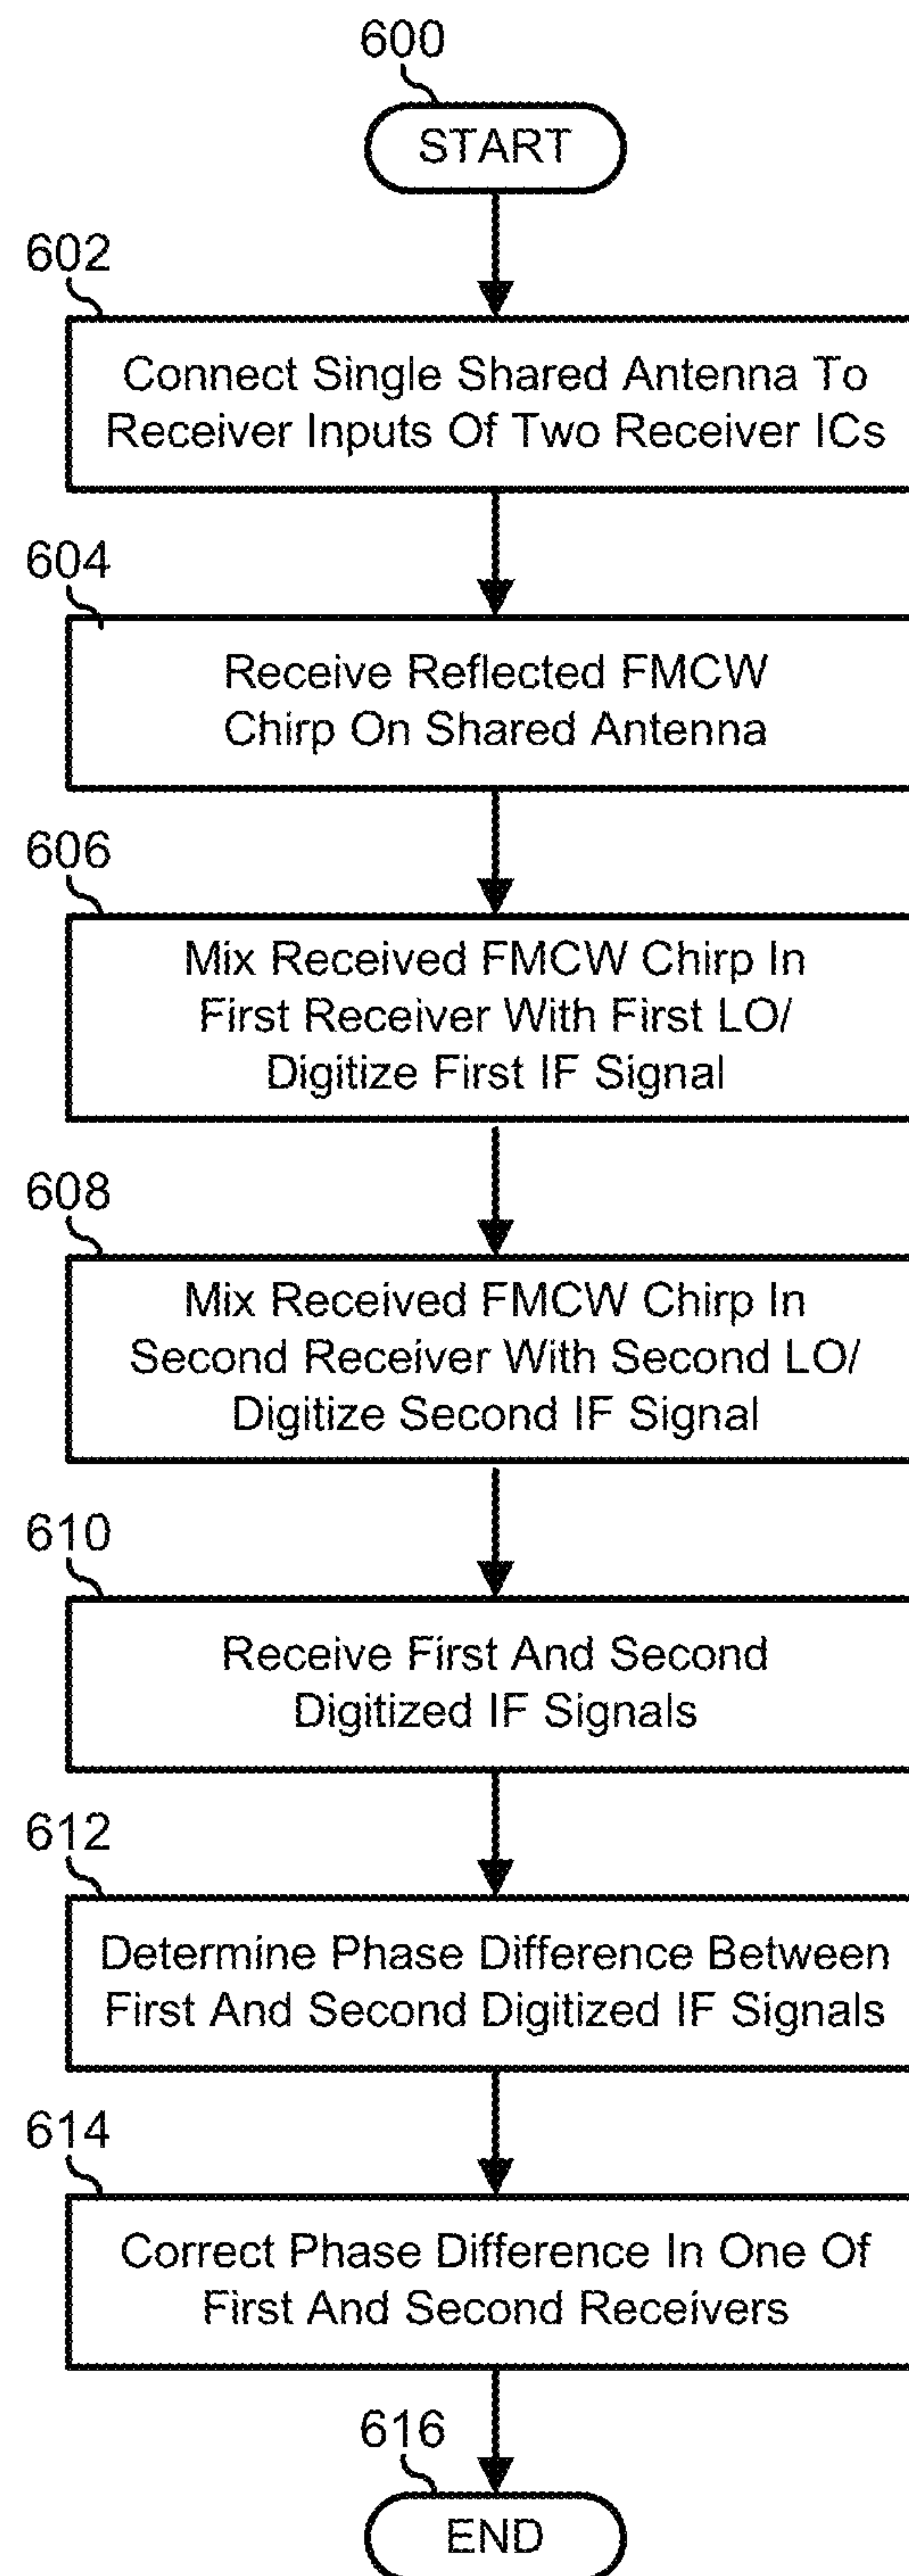 600
START
602
Connect Single Shared Antenna To
Receiver Inputs Of Two Receiver ICs
604
Receive Reflected FMCW
Chirp On Shared Antenna
606
Mix Received FMCW Chirp In
First Receiver With First LO/
Digitize First IF Signal
608
Mix Received FMCW Chirp In
Second Receiver With Second LO/
Digitize Second IF Signal
610
Receive First And Second
Digitized IF Signals
612
Determine Phase Difference Between
First And Second Digitized IF Signals
614
Correct Phase Difference In One Of
First And Second Receivers
616
END